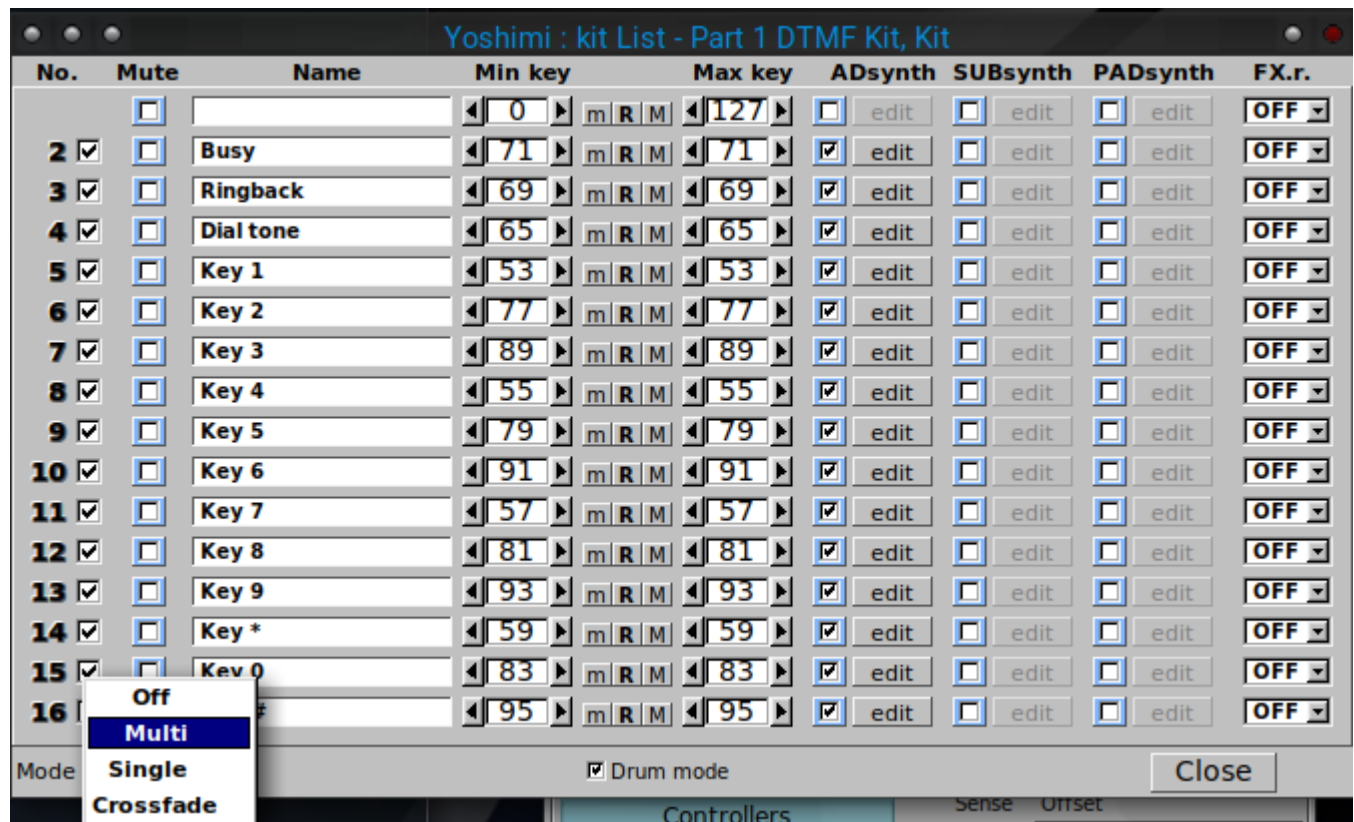 Yoshimi : kit List - Part 1 DTMF Kit, Kit
No. Mute Name Min key Max key ADsynth SUBsynth PADsynth FX.r.
0 m R M 127 edit edit edit OFF
2 Busy 71 m R M 71 edit edit edit OFF
3 Ringback 69 m R M 69 edit edit edit OFF
4 Dial tone 65 m R M 65 edit edit edit OFF
5 Key 1 53 m R M 53 edit edit edit OFF
6 Key 2 77 m R M 77 edit edit edit OFF
7 Key 3 89 m R M 89 edit edit edit OFF
8 Key 4 55 m R M 55 edit edit edit OFF
9 Key 5 79 m R M 79 edit edit edit OFF
10 Key 6 91 m R M 91 edit edit edit OFF
11 Key 7 57 m R M 57 edit edit edit OFF
12 Key 8 81 m R M 81 edit edit edit OFF
13 Key 9 93 m R M 93 edit edit edit OFF
14 Key * 59 m R M 59 edit edit edit OFF
15 Key 0 83 m R M 83 edit edit edit OFF
16 # 95 m R M 95 edit edit edit OFF
Off
Multi
Single
Crossfade
Mode Drum mode Close
Controllers Sense Offset